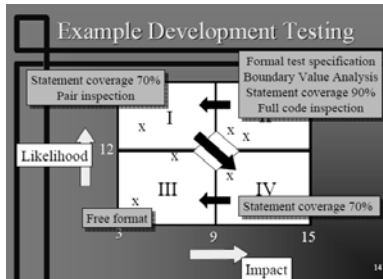 Example Development Testing
Formal test specification
Boundary Value Analysis
Statement coverage 90%
Full code inspection
Statement coverage 70%
Pair inspection
I
x
x
x
Likelihood
12
x
x
III
IV
x
Statement coverage 70%
Free format
3
9
15
Impact
14